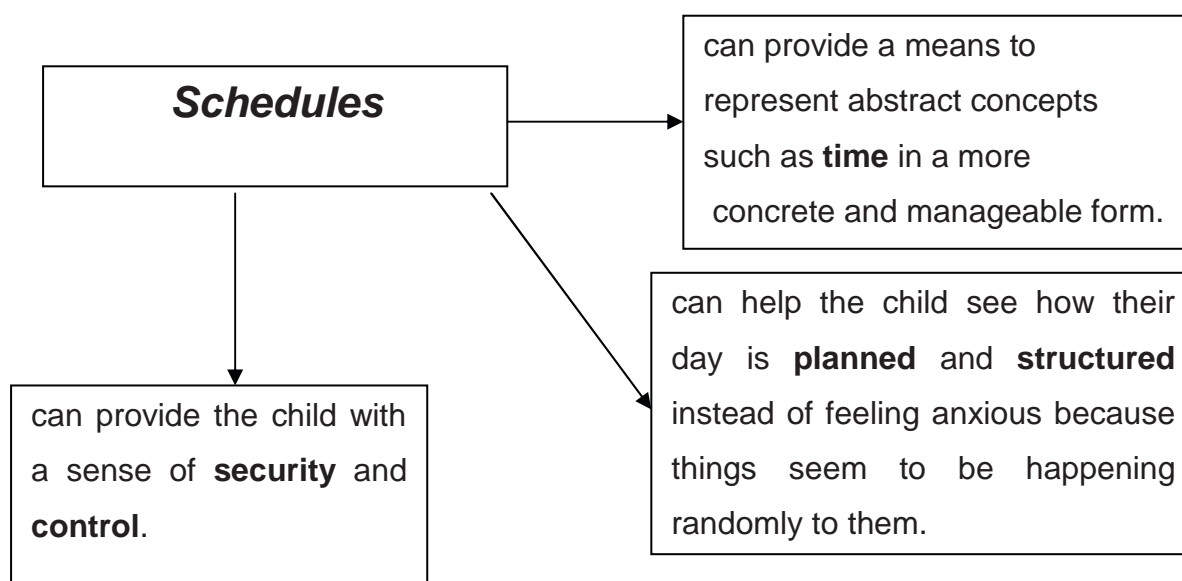 Schedules
can provide a means to
represent abstract concepts
such as time in a more
concrete and manageable form.
can help the child see how their
day is planned and structured
instead of feeling anxious because
things seem to be happening
randomly to them.
can provide the child with
a sense of security and
control.